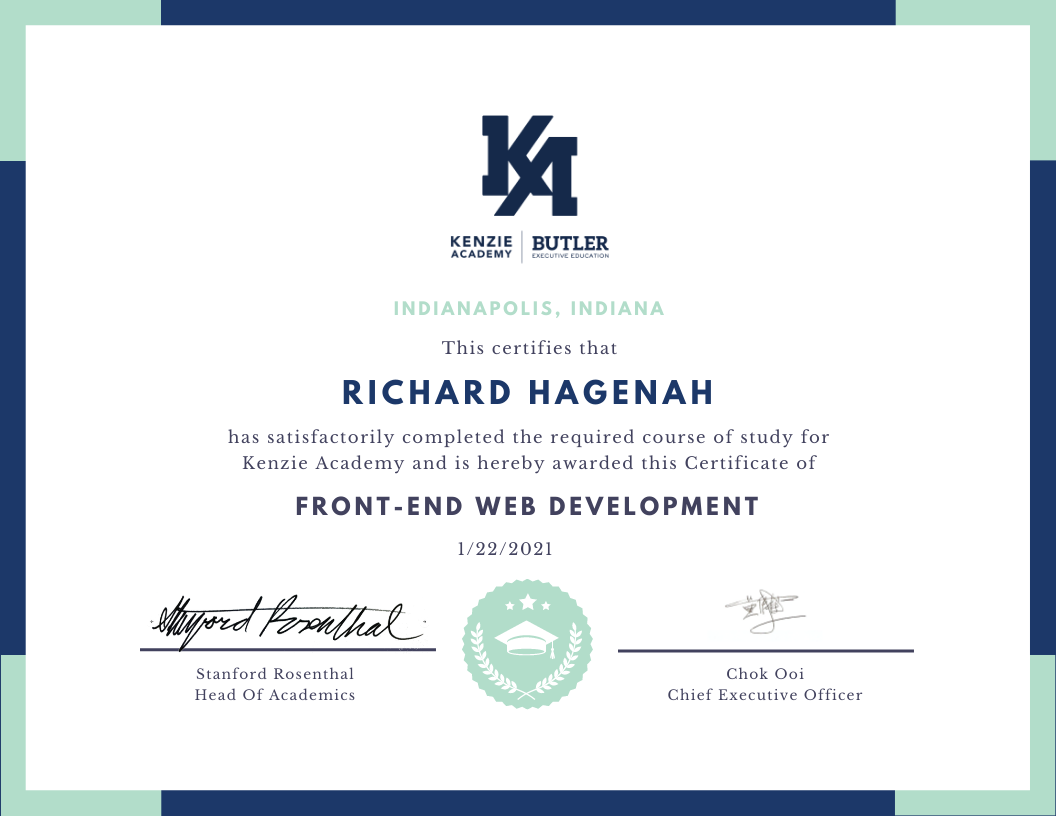 KA
KENZIE ACADEMY | BUTLER EXECUTIVE EDUCATION
INDIANAPOLIS, INDIANA
This certifies that
RICHARD HAGENAH
has satisfactorily completed the required course of study for
Kenzie Academy and is hereby awarded this Certificate of
FRONT-END WEB DEVELOPMENT
1/22/2021
Stanford Rosenthal
Stanford Rosenthal
Head Of Academics
Chok Ooi
Chief Executive Officer